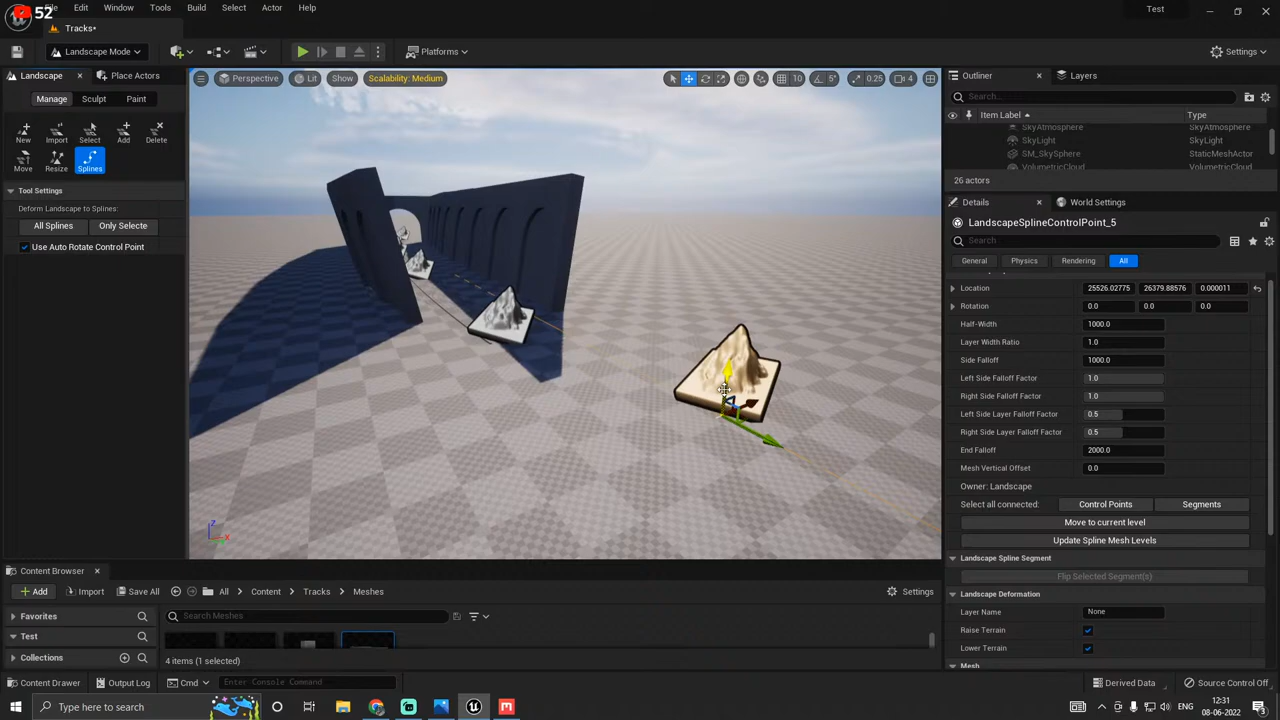 52
Edit Window Tools Build Select Actor Help
Tracks•
Test
Landscape Mode
Platforms
Settings
Landscape
Place Actors
Manage
Sculpt
Paint
New Import Select Add Delete
Move Resize Splines
Tool Settings
Deform Landscape to Splines:
All Splines
Only Selecte
Use Auto Rotate Control Point
Perspective
Lit
Show
Scalability: Medium
10
5°
0.25
4
Z
X
Outliner
Layers
Search...
Item Label
Type
SkyAtmosphere SkyAtmosphere
SkyLight SkyLight
SM_SkySphere StaticMeshActor
VolumetricCloud VolumetricCloud
26 actors
Details
World Settings
LandscapeSplineControlPoint_5
Search
General
Physics
Rendering
All
Location 25526.02775 26379.88576 0.000011
Rotation 0.0 0.0 0.0
Half-Width 1000.0
Layer Width Ratio 1.0
Side Falloff 1000.0
Left Side Falloff Factor 1.0
Right Side Falloff Factor 1.0
Left Side Layer Falloff Factor 0.5
Right Side Layer Falloff Factor 0.5
End Falloff 2000.0
Mesh Vertical Offset 0.0
Owner: Landscape
Select all connected: Control Points Segments
Move to current level
Update Spline Mesh Levels
Landscape Spline Segment
Flip Selected Segment(s)
Landscape Deformation
Layer Name None
Raise Terrain
Lower Terrain
Mesh
Content Browser
Add
Import
Save All
All
Content
Tracks
Meshes
Settings
Favorites
Search Meshes
Test
Collections
4 items (1 selected)
Content Drawer
Output Log
Cmd
Enter Console Command
Derived Data
Source Control Off
Type here to search
ENG
12:31
08-06-2022
3